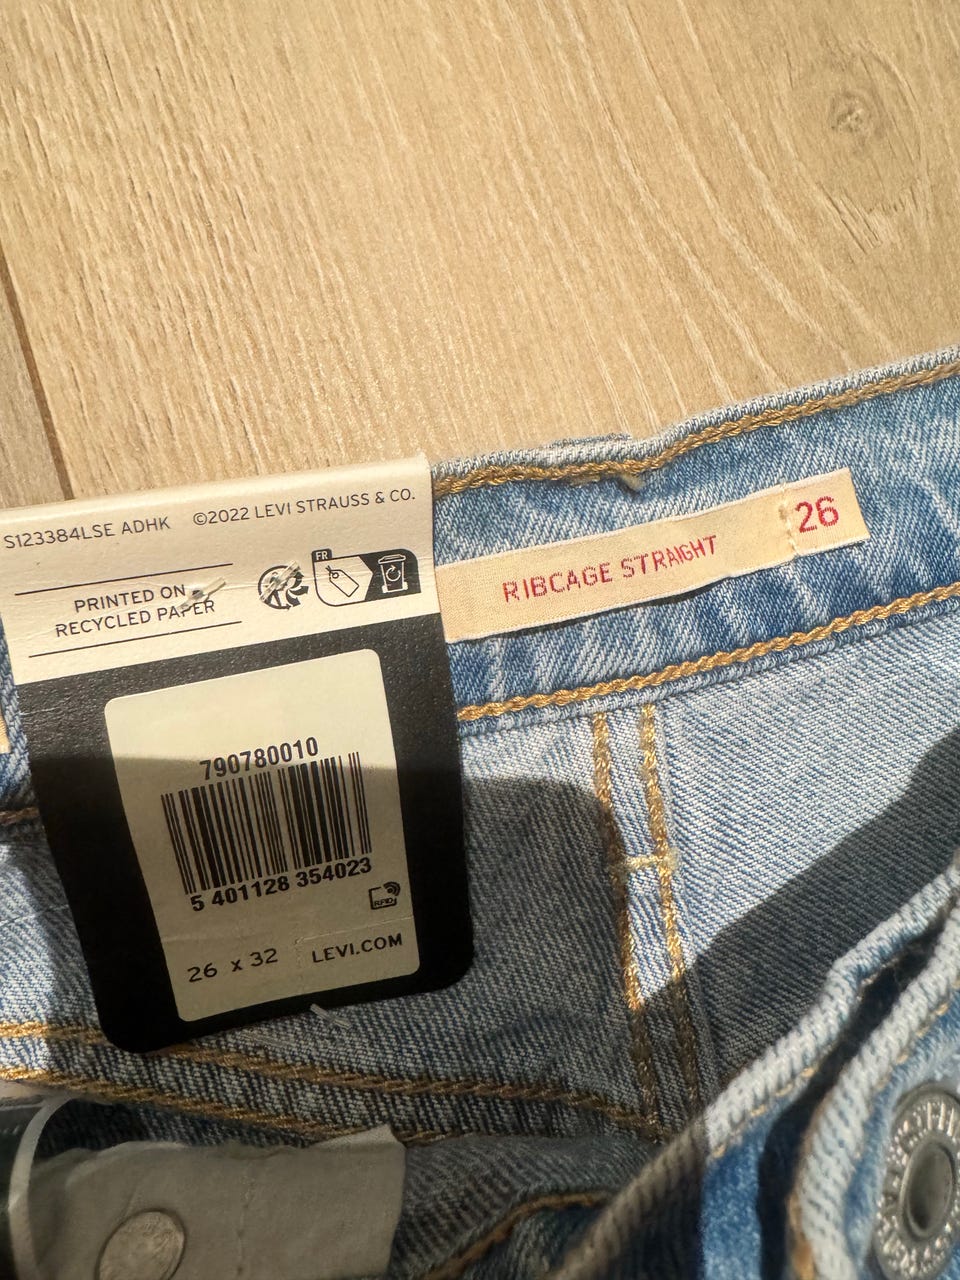 S123384LSE ADHK ©2022 LEVI STRAUSS & CO.
PRINTED ON
RECYCLED PAPER
FR
790780010
5 401128 354023
RFID
26 x 32 LEVI.COM
RIBCAGE STRAIGHT 26